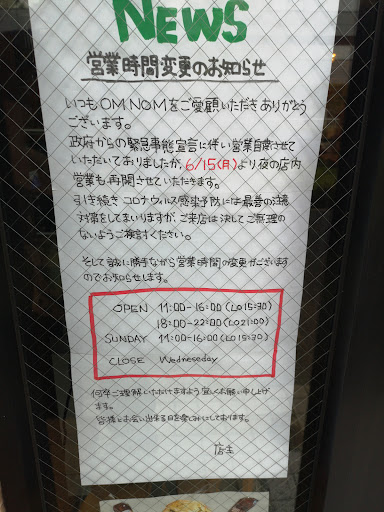 NEWS
営業時間変更のお知らせ
いつもOM NOMをご愛顧いただきありがとう
ございます。
政府からの緊急事態宣言に伴い営業自粛させて
いただいておりましたが、6/15(月)より夜の店内
営業も再開させていただきます。
引き続きコロナウィルス感染予防には最善の注意
対策をしてまいりますが、ご来店は決してご無理の
ないようご検討ください。
そして誠に勝手ながら営業時間の変更がございます
のでお知らせします。
OPEN 11:00-16:00 (LO15:30)
18:00-22:00 (LO21:00)
SUNDAY 11:00-16:00 (LO15:30)
CLOSE Wedneseday
何卒ご理解いただけますよう宜しくお願い申し上げ
ます。
皆様とお会い出来る日を楽しみにしております。
店主